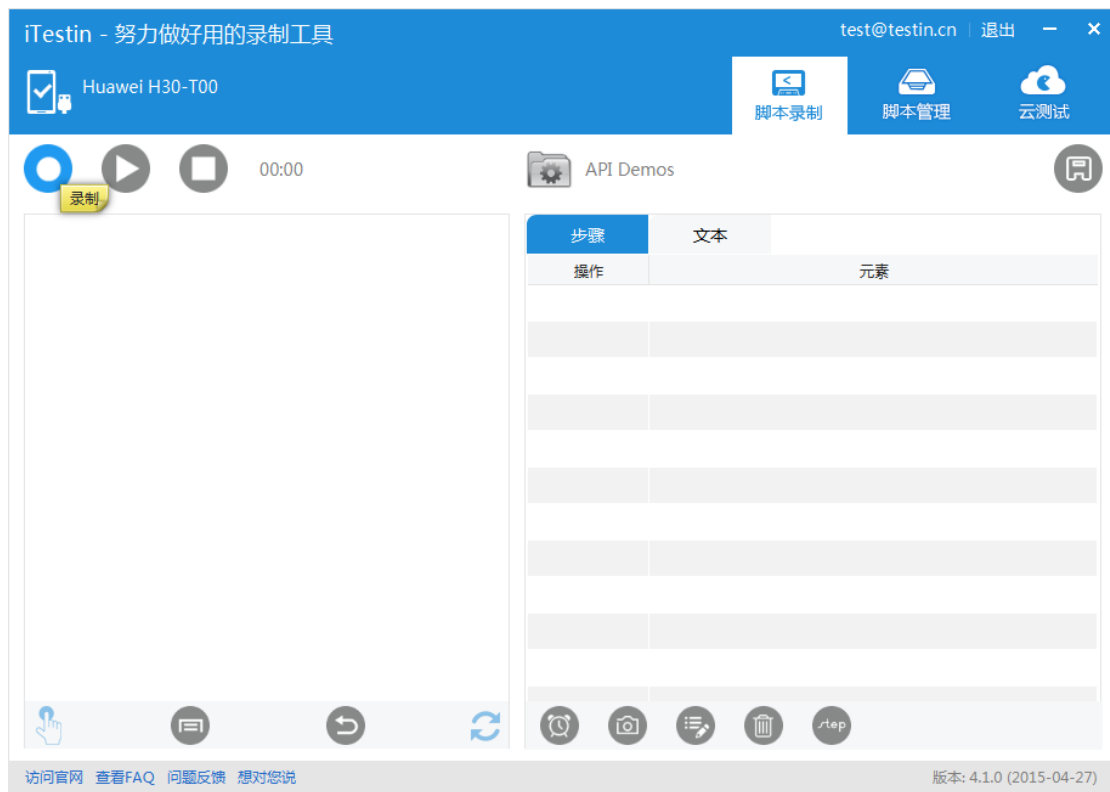 iTestin - 努力做好用的录制工具
test@testin.cn 退出
Huawei H30-T00
脚本录制 脚本管理 云测试
00:00
API Demos
录制
步骤 文本
操作 元素
step
访问官网 查看FAQ 问题反馈 想对您说
版本: 4.1.0 (2015-04-27)